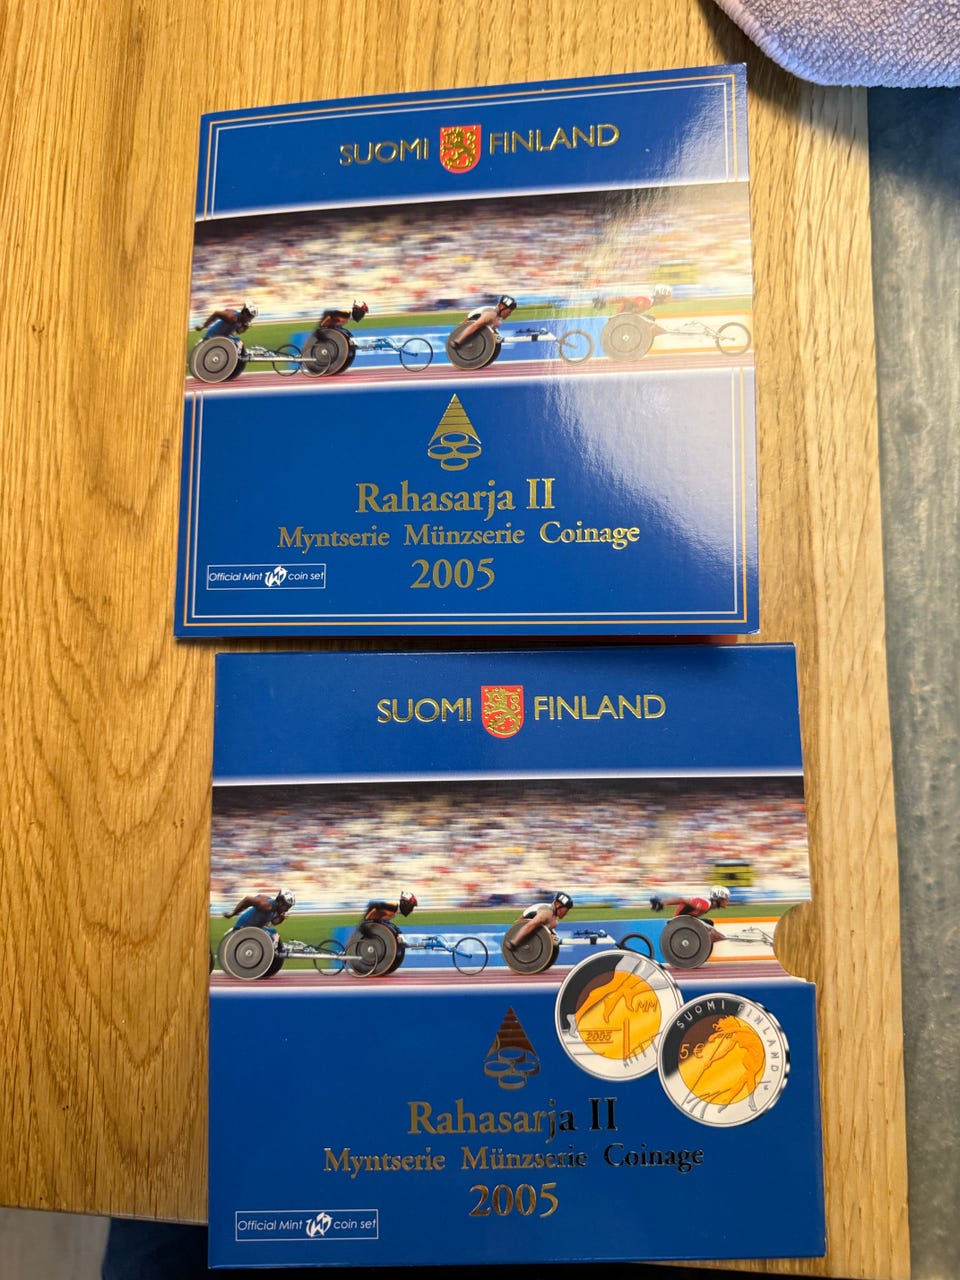 SUOMI FINLAND
Rahasarja II
Myntserie Münzserie Coinage
2005
Official Mint coin set
SUOMI FINLAND
2005
MM
5€
SUOMI FINLAND
Rahasarja II
Myntserie Münzserie Coinage
2005
Official Mint coin set